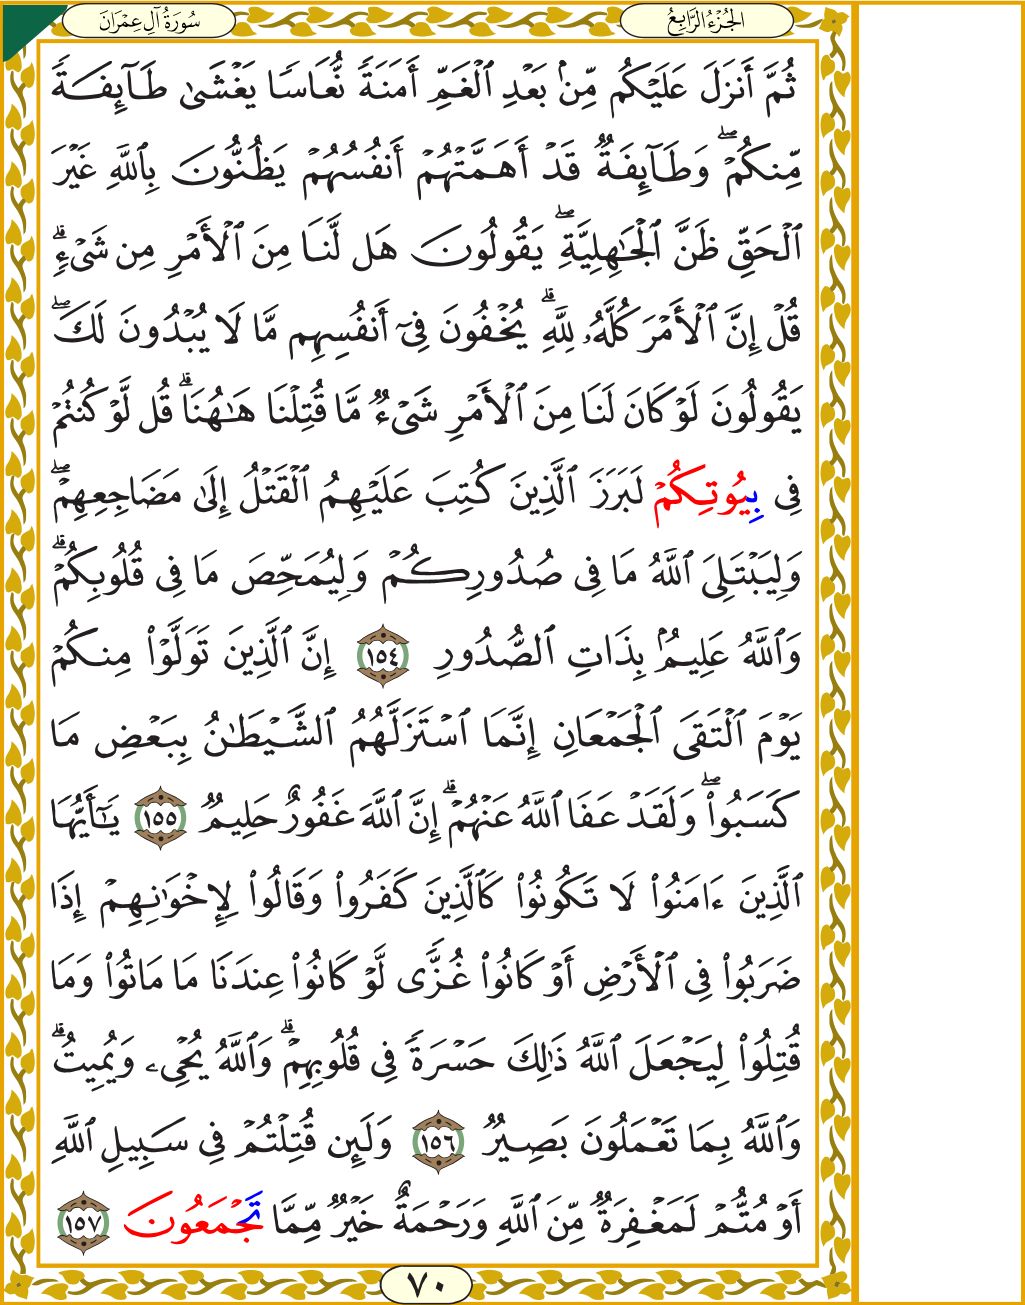 سُورَةُ آلِ عِمْرَانَ
الجُزْءُ الرَّابِعُ
ثُمَّ أَنزَلَ عَلَيْكُم مِّنۢ بَعْدِ ٱلْغَمِّ أَمَنَةً نُّعَاسًا يَغْشَىٰ طَآئِفَةً
مِّنكُمْۖ وَطَآئِفَةٌ قَدْ أَهَمَّتْهُمْ أَنفُسُهُمْ يَظُنُّونَ بِٱللَّهِ غَيْرَ
ٱلْحَقِّ ظَنَّ ٱلْجَٰهِلِيَّةِۖ يَقُولُونَ هَل لَّنَا مِنَ ٱلْأَمْرِ مِن شَىْءٍۗ
قُلْ إِنَّ ٱلْأَمْرَ كُلَّهُۥ لِلَّهِۗ يُخْفُونَ فِىٓ أَنفُسِهِم مَّا لَا يُبْدُونَ لَكَۖ
يَقُولُونَ لَوْ كَانَ لَنَا مِنَ ٱلْأَمْرِ شَىْءٌ مَّا قُتِلْنَا هَٰهُنَاۗ قُل لَّوْ كُنتُمْ
فِى بِيُوتِكُمْ لَبَرَزَ ٱلَّذِينَ كُتِبَ عَلَيْهِمُ ٱلْقَتْلُ إِلَىٰ مَضَاجِعِهِمْۖ
وَلِيَبْتَلِىَ ٱللَّهُ مَا فِى صُدُورِكُمْ وَلِيُمَحِّصَ مَا فِى قُلُوبِكُمْۗ
وَٱللَّهُ عَلِيمٌۢ بِذَاتِ ٱلصُّدُورِ ١٥٤ إِنَّ ٱلَّذِينَ تَوَلَّوْا۟ مِنكُمْ
يَوْمَ ٱلْتَقَى ٱلْجَمْعَانِ إِنَّمَا ٱسْتَزَلَّهُمُ ٱلشَّيْطَٰنُ بِبَعْضِ مَا
كَسَبُوا۟ۖ وَلَقَدْ عَفَا ٱللَّهُ عَنْهُمْۗ إِنَّ ٱللَّهَ غَفُورٌ حَلِيمٌ ١٥٥ يَٰٓأَيُّهَا
ٱلَّذِينَ ءَامَنُوا۟ لَا تَكُونُوا۟ كَٱلَّذِينَ كَفَرُوا۟ وَقَالُوا۟ لِإِخْوَٰنِهِمْ إِذَا
ضَرَبُوا۟ فِى ٱلْأَرْضِ أَوْ كَانُوا۟ غُزًّى لَّوْ كَانُوا۟ عِندَنَا مَا مَاتُوا۟ وَمَا
قُتِلُوا۟ لِيَجْعَلَ ٱللَّهُ ذَٰلِكَ حَسْرَةً فِى قُلُوبِهِمْۗ وَٱللَّهُ يُحْىِۦ وَيُمِيتُۗ
وَٱللَّهُ بِمَا تَعْمَلُونَ بَصِيرٌ ١٥٦ وَلَئِن قُتِلْتُمْ فِى سَبِيلِ ٱللَّهِ
أَوْ مُتُّمْ لَمَغْفِرَةٌ مِّنَ ٱللَّهِ وَرَحْمَةٌ خَيْرٌ مِّمَّا تَجْمَعُونَ ١٥٧
٧٠